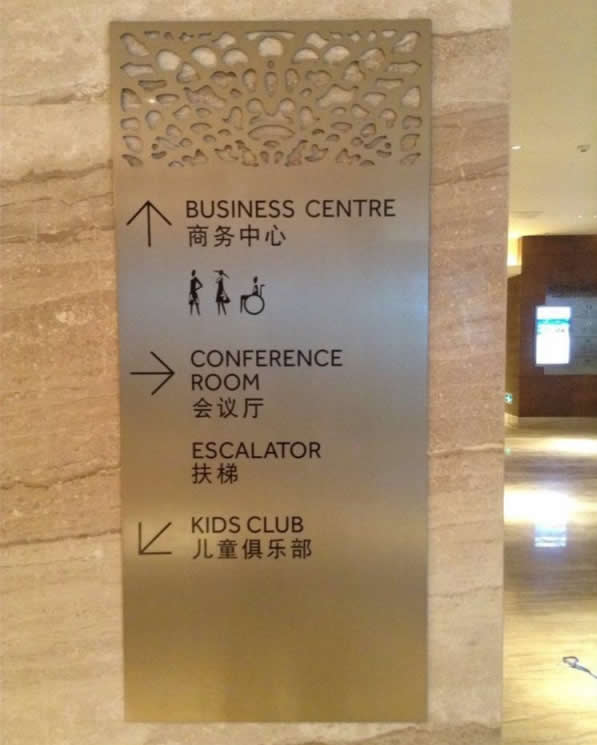 BUSINESS CENTRE
商务中心
CONFERENCE
ROOM
会议厅
ESCALATOR
扶梯
KIDS CLUB
儿童俱乐部